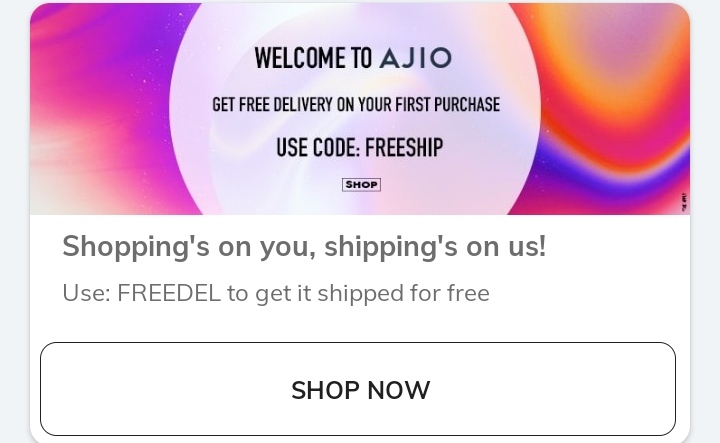 WELCOME TO AJIO
GET FREE DELIVERY ON YOUR FIRST PURCHASE
USE CODE: FREESHIP
SHOP
Shopping's on you, shipping's on us!
Use: FREEDEL to get it shipped for free
SHOP NOW